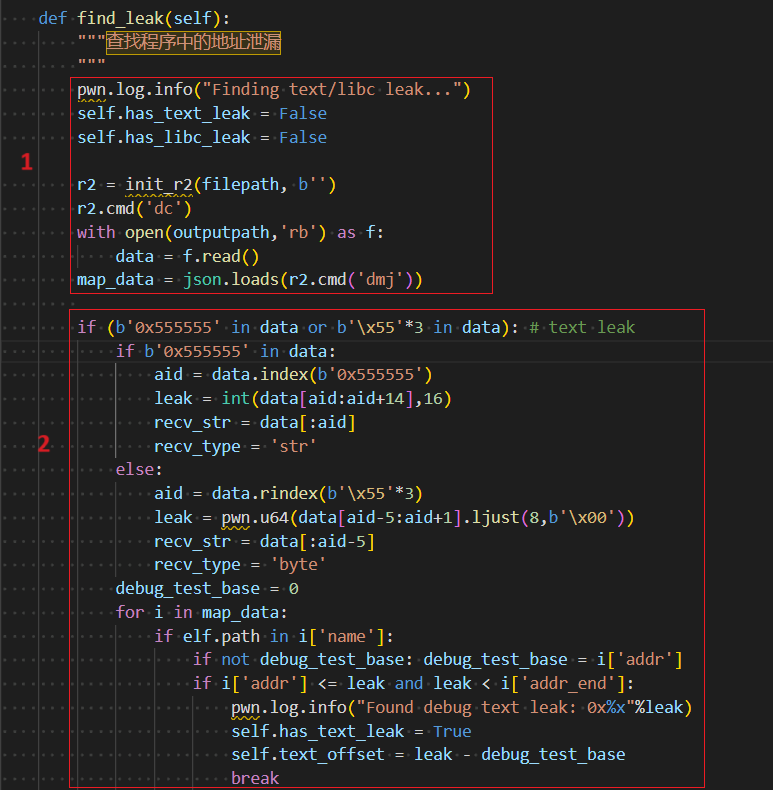 def find_leak(self):
"""查找程序中的地址泄漏
"""
pwn.log.info("Finding text/libc leak...")
self.has_text_leak = False
self.has_libc_leak = False
1
r2 = init_r2(filepath, b'')
r2.cmd('dc')
with open(outputpath,'rb') as f:
data = f.read()
map_data = json.loads(r2.cmd('dmj'))
if (b'0x555555' in data or b'\x55'*3 in data): # text leak
if b'0x555555' in data:
aid = data.index(b'0x555555')
leak = int(data[aid:aid+14],16)
recv_str = data[:aid]
2
recv_type = 'str'
else:
aid = data.rindex(b'\x55'*3)
leak = pwn.u64(data[aid-5:aid+1].ljust(8,b'\x00'))
recv_str = data[:aid-5]
recv_type = 'byte'
debug_test_base = 0
for i in map_data:
if elf.path in i['name']:
if not debug_test_base: debug_test_base = i['addr']
if i['addr'] <= leak and leak < i['addr_end']:
pwn.log.info("Found debug text leak: 0x%x"%leak)
self.has_text_leak = True
self.text_offset = leak - debug_test_base
break